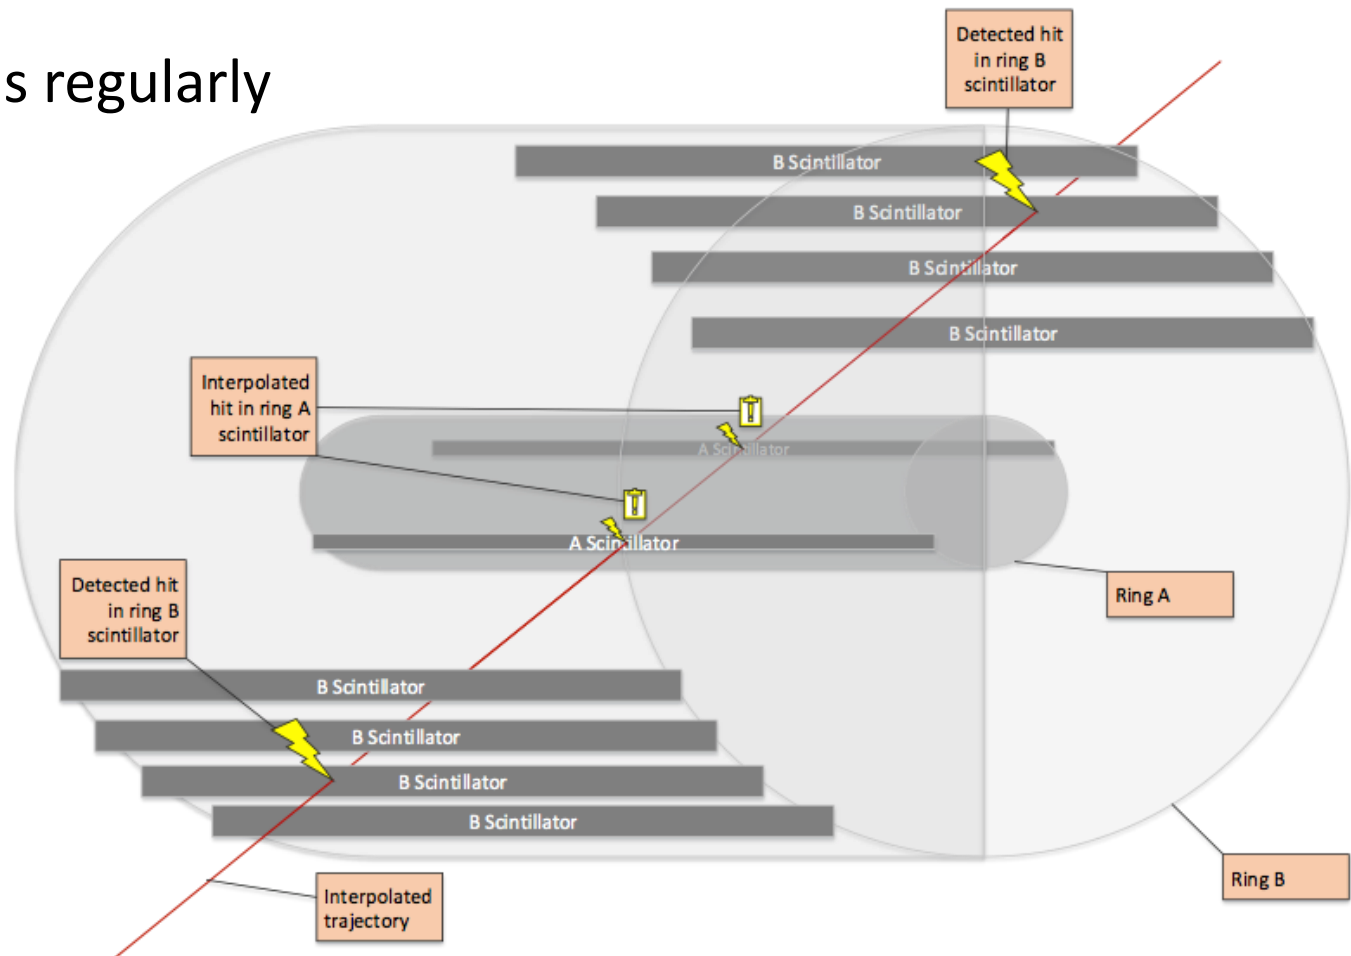 s regularly
Detected hit
in ring B
scintillator
B Scintillator
B Scintillator
B Scintillator
B Scintillator
Interpolated
hit in ring A
scintillator
A Scintillator
A Scintillator
Detected hit
in ring B
scintillator
Ring A
B Scintillator
B Scintillator
B Scintillator
B Scintillator
Interpolated
trajectory
Ring B